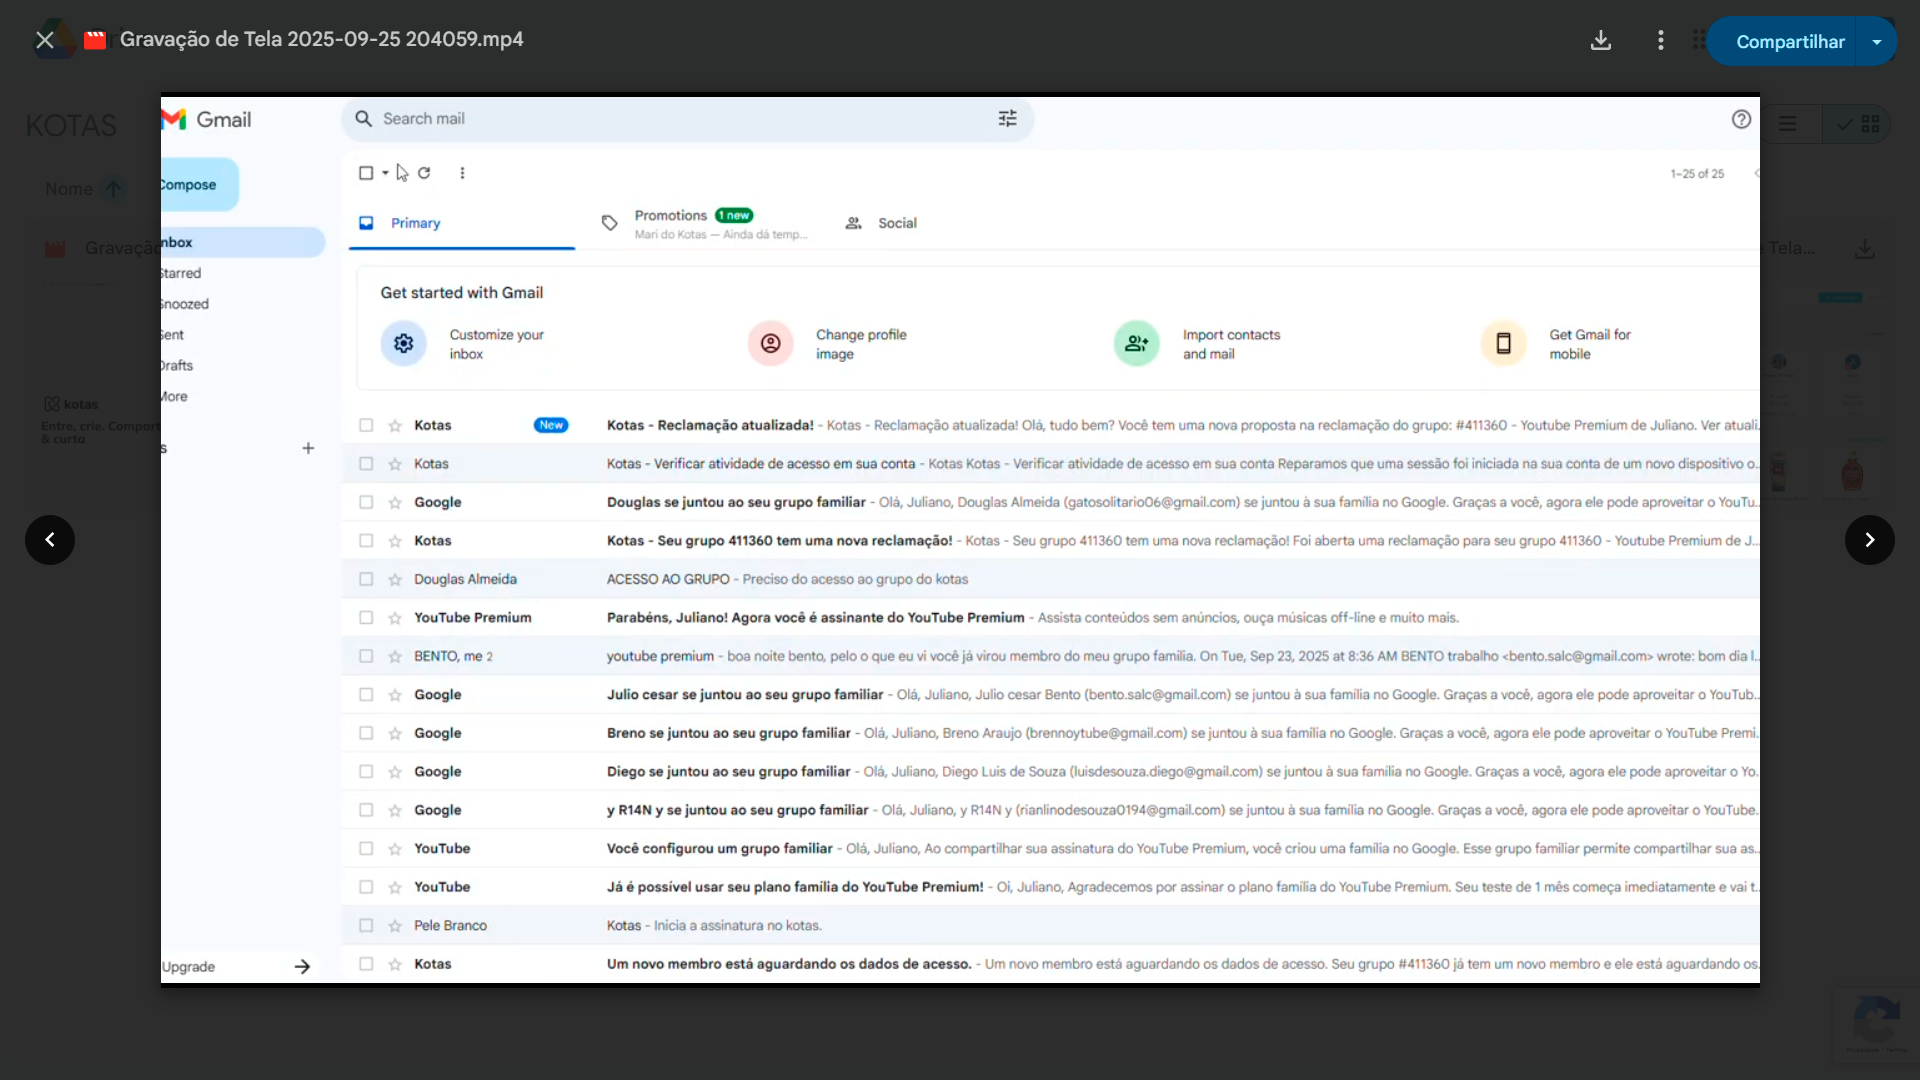 Gravação de Tela 2025-09-25 204059.mp4
Compartilhar
KOTAS
Gmail
Search mail
Nome
Compose
1–25 of 25
Primary
Promotions 1 new
Mari do Kotas — Ainda dá temp...
Social
Inbox
Gravação
Tela...
Starred
Snoozed
Sent
Drafts
More
Get started with Gmail
Customize your
inbox
Change profile
image
Import contacts
and mail
Get Gmail for
mobile
kotas
Entre, crie. Compart
& curta
s
Kotas New Kotas - Reclamação atualizada! - Kotas - Reclamação atualizada! Olá, tudo bem? Você tem uma nova proposta na reclamação do grupo: #411360 - Youtube Premium de Juliano. Ver atuali...
Kotas Kotas - Verificar atividade de acesso em sua conta - Kotas Kotas - Verificar atividade de acesso em sua conta Reparamos que uma sessão foi iniciada na sua conta de um novo dispositivo o...
Google Douglas se juntou ao seu grupo familiar - Olá, Juliano, Douglas Almeida (gatosolitario06@gmail.com) se juntou à sua família no Google. Graças a você, agora ele pode aproveitar o YouTu...
Kotas Kotas - Seu grupo 411360 tem uma nova reclamação! - Kotas - Seu grupo 411360 tem uma nova reclamação! Foi aberta uma reclamação para seu grupo 411360 - Youtube Premium de J...
Douglas Almeida ACESSO AO GRUPO - Preciso do acesso ao grupo do kotas
YouTube Premium Parabéns, Juliano! Agora você é assinante do YouTube Premium - Assista conteúdos sem anúncios, ouça músicas off-line e muito mais.
BENTO, me 2 youtube premium - boa noite bento, pelo o que eu vi você já virou membro do meu grupo familia. On Tue, Sep 23, 2025 at 8:36 AM BENTO trabalho <bento.salc@gmail.com> wrote: bom dia l...
Google Julio cesar se juntou ao seu grupo familiar - Olá, Juliano, Julio cesar Bento (bento.salc@gmail.com) se juntou à sua família no Google. Graças a você, agora ele pode aproveitar o YouTub...
Google Breno se juntou ao seu grupo familiar - Olá, Juliano, Breno Araujo (brennoytube@gmail.com) se juntou à sua família no Google. Graças a você, agora ele pode aproveitar o YouTube Premi...
Google Diego se juntou ao seu grupo familiar - Olá, Juliano, Diego Luis de Souza (luisdesouza.diego@gmail.com) se juntou à sua família no Google. Graças a você, agora ele pode aproveitar o Yo...
Google y R14N y se juntou ao seu grupo familiar - Olá, Juliano, y R14N y (rianlinodesouza0194@gmail.com) se juntou à sua família no Google. Graças a você, agora ele pode aproveitar o YouTube...
YouTube Você configurou um grupo familiar - Olá, Juliano, Ao compartilhar sua assinatura do YouTube Premium, você criou uma família no Google. Esse grupo familiar permite compartilhar sua as...
YouTube Já é possível usar seu plano família do YouTube Premium! - Oi, Juliano, Agradecemos por assinar o plano família do YouTube Premium. Seu teste de 1 mês começa imediatamente e vai t...
Pele Branco Kotas - Inicia a assinatura no kotas.
Kotas Um novo membro está aguardando os dados de acesso. - Um novo membro está aguardando os dados de acesso. Seu grupo #411360 já tem um novo membro e ele está aguardando os...
Upgrade